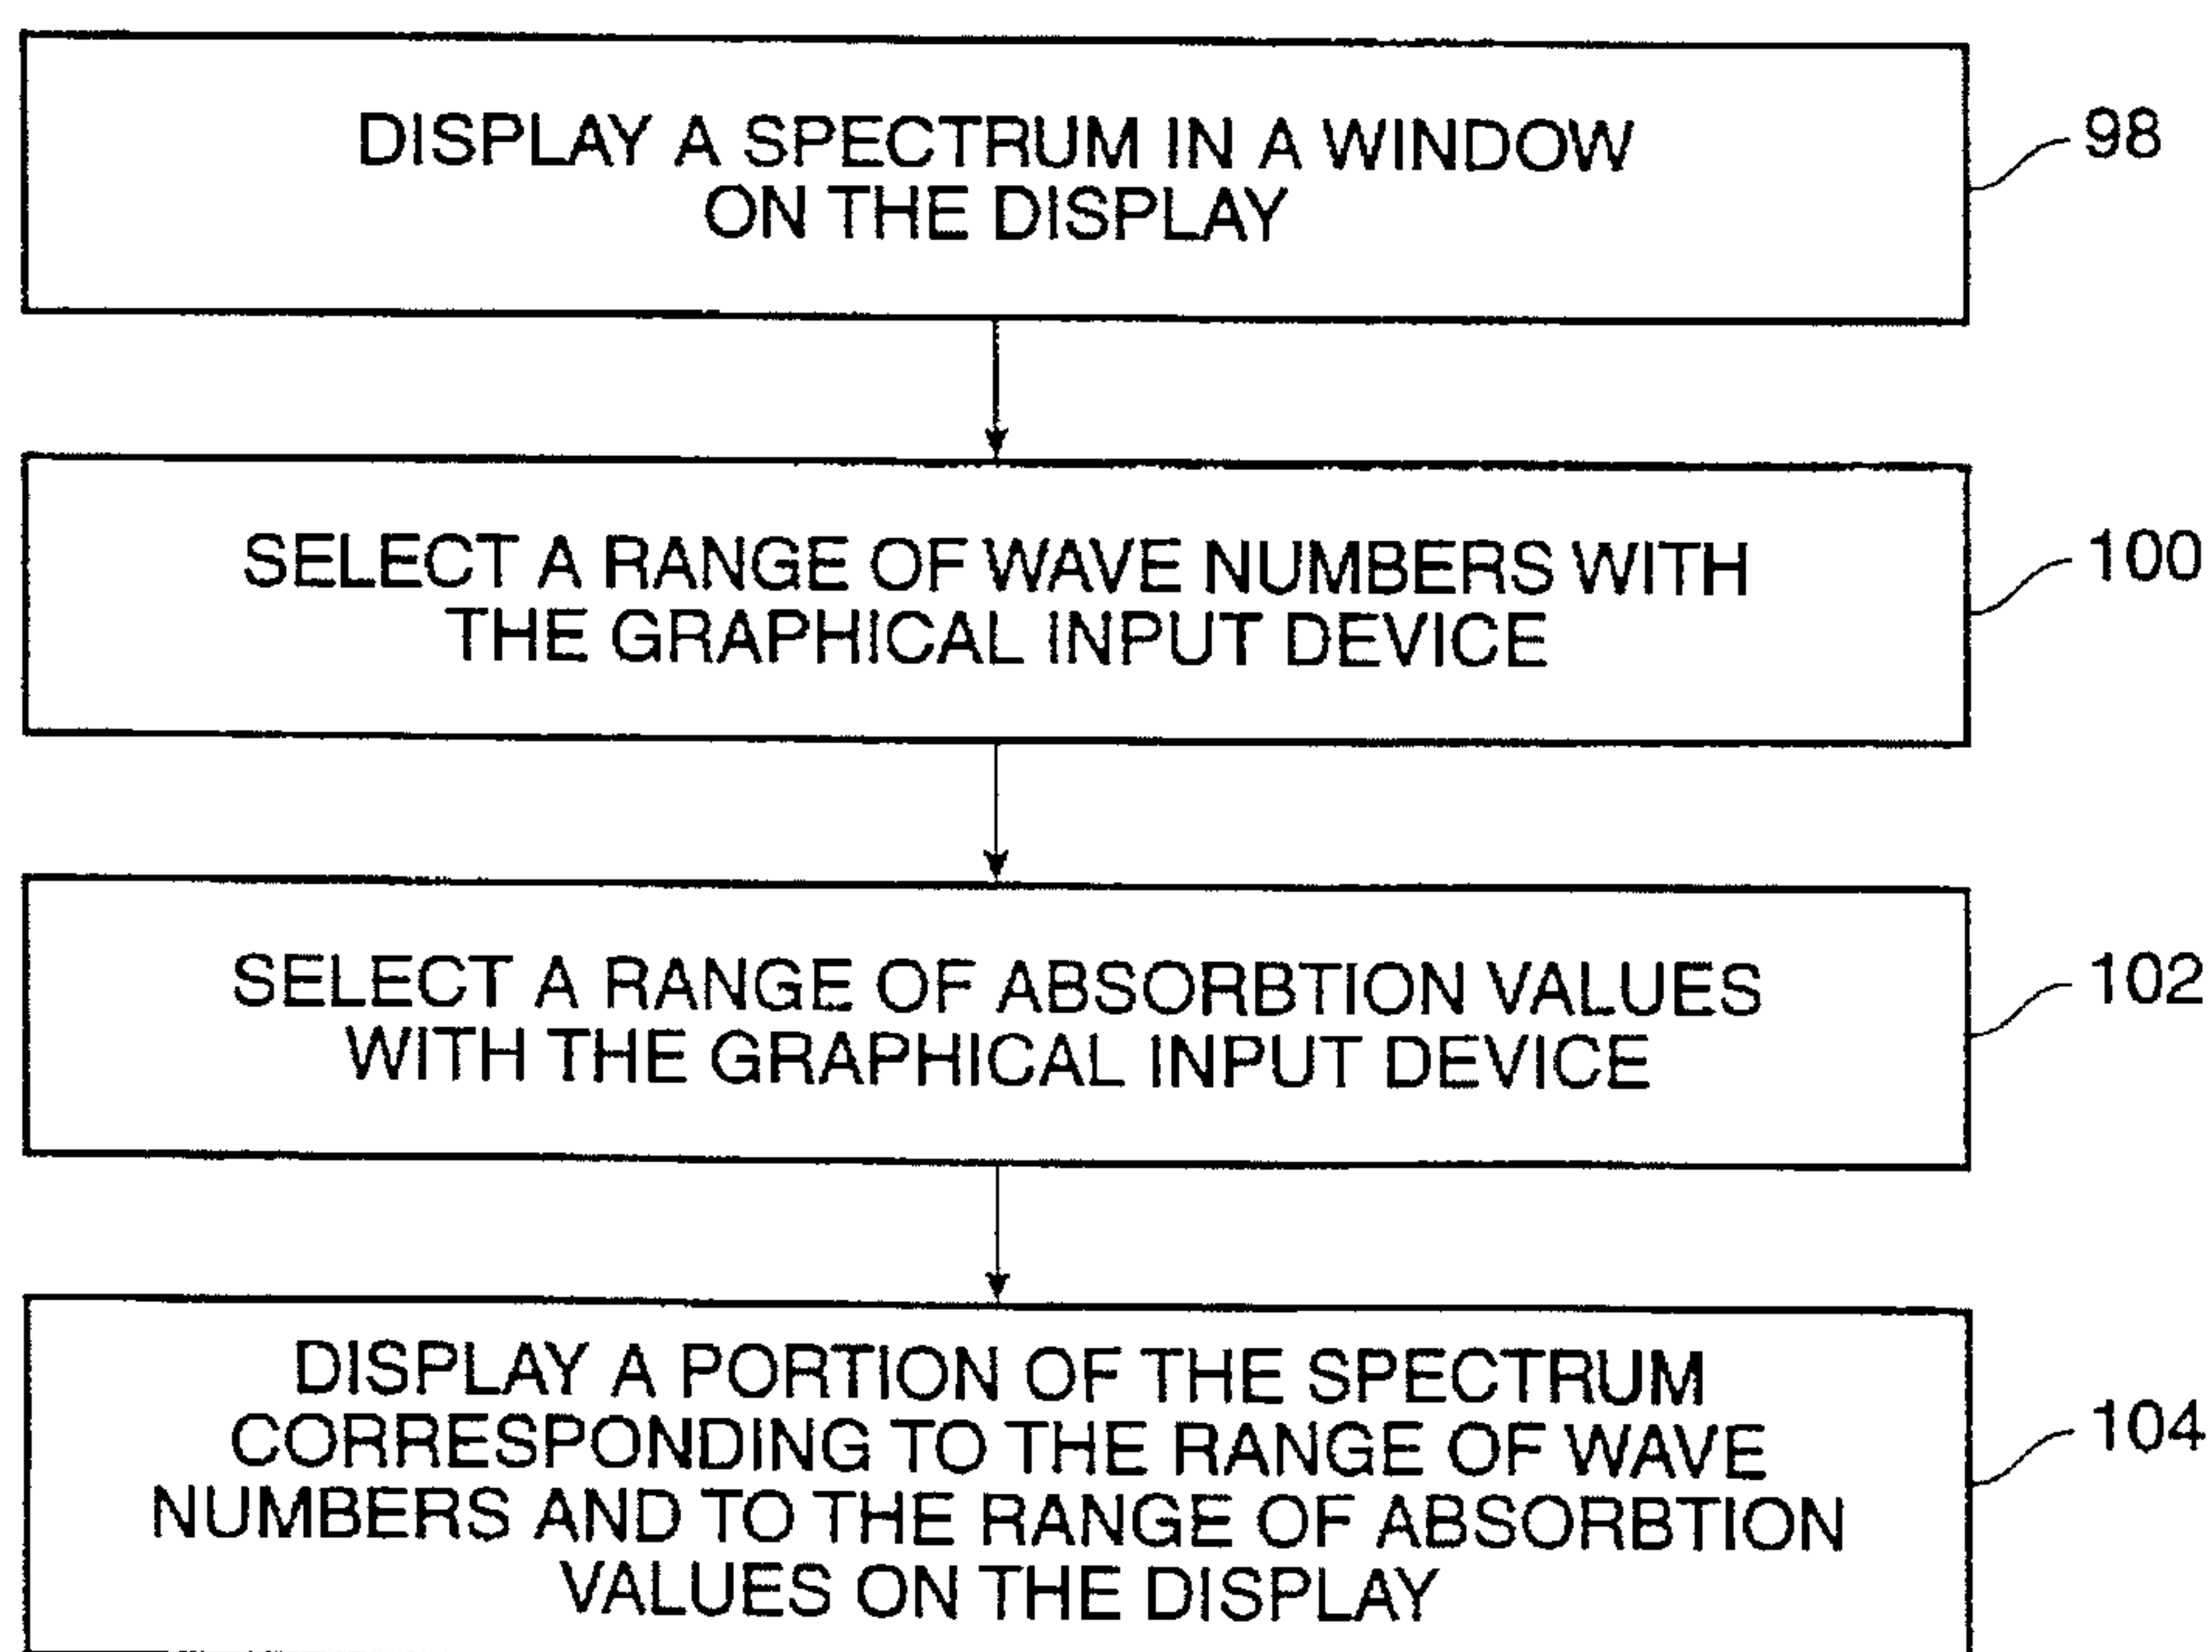 DISPLAY A SPECTRUM IN A WINDOW
ON THE DISPLAY
98
SELECT A RANGE OF WAVE NUMBERS WITH
THE GRAPHICAL INPUT DEVICE
100
SELECT A RANGE OF ABSORBTION VALUES
WITH THE GRAPHICAL INPUT DEVICE
102
DISPLAY A PORTION OF THE SPECTRUM
CORRESPONDING TO THE RANGE OF WAVE
NUMBERS AND TO THE RANGE OF ABSORBTION
VALUES ON THE DISPLAY
104